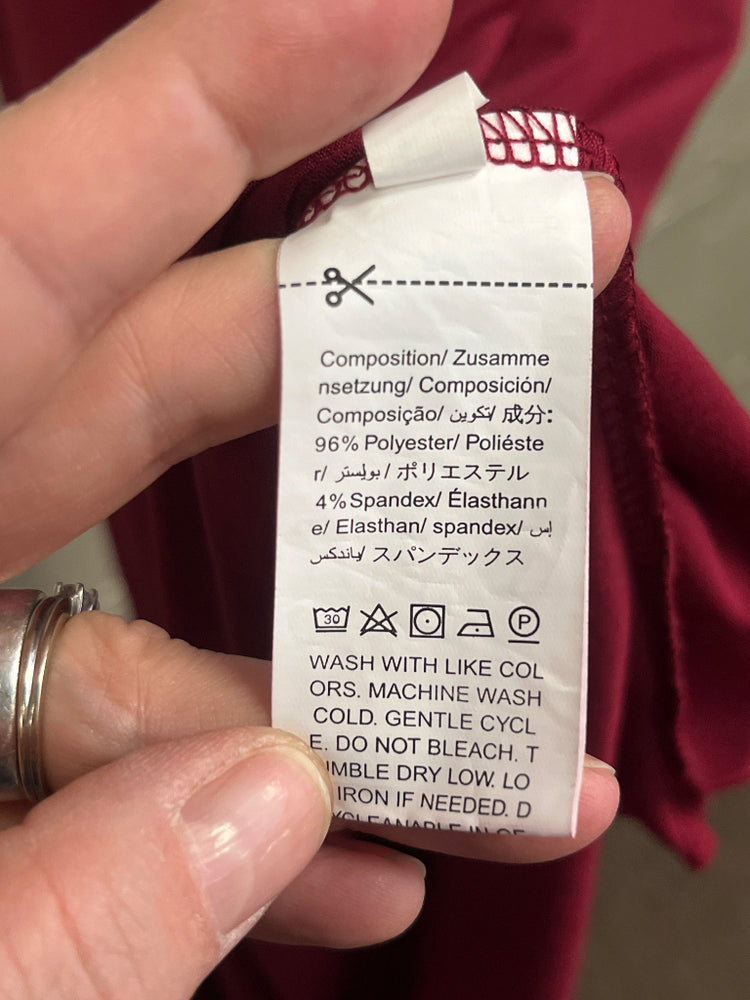 Composition/ Zusamme
nsetzung/ Composición/
Composição/ تكوين/ 成分:
96% Polyester/ Poliéste
r/ بوليستر/ ポリエステル
4% Spandex/ Élasthann
e/ Elasthan/ spandex/ إس
باندكس/ スパンデックス
30 P
WASH WITH LIKE COL
ORS. MACHINE WASH
COLD. GENTLE CYCL
E. DO NOT BLEACH. T
UMBLE DRY LOW. LO
IRON IF NEEDED. D